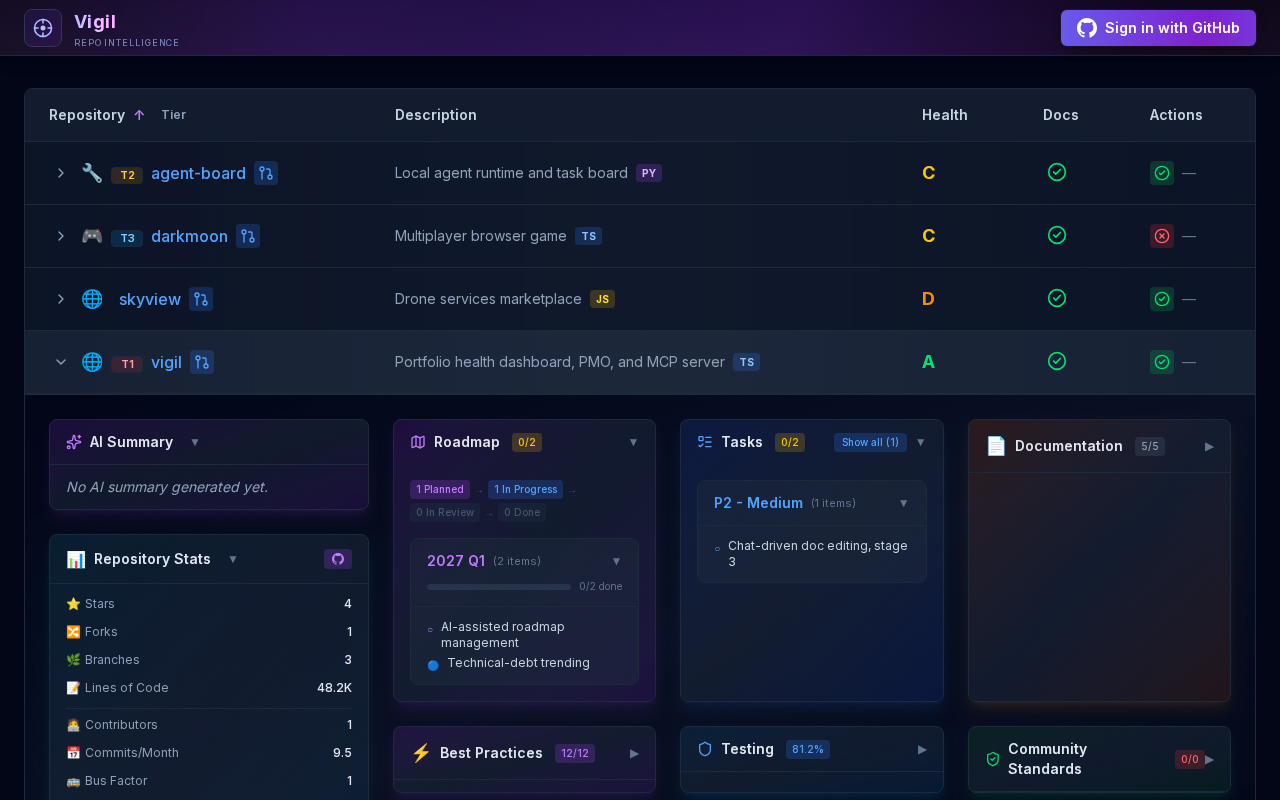 Vigil
REPO INTELLIGENCE
Sign in with GitHub
Repository ↑ Tier Description Health Docs Actions
T2 agent-board Local agent runtime and task board PY C —
T3 darkmoon Multiplayer browser game TS C —
skyview Drone services marketplace JS D —
T1 vigil Portfolio health dashboard, PMO, and MCP server TS A —
AI Summary ▼
No AI summary generated yet.
Repository Stats ▼
Stars 4
Forks 1
Branches 3
Lines of Code 48.2K
Contributors 1
Commits/Month 9.5
Bus Factor 1
Roadmap 0/2 ▼
1 Planned → 1 In Progress →
0 In Review → 0 Done
2027 Q1 (2 items) ▼
0/2 done
AI-assisted roadmap
management
Technical-debt trending
Tasks 0/2 Show all (1) ▼
P2 - Medium (1 items) ▼
Chat-driven doc editing, stage
3
Documentation 5/5 ▶
Best Practices 12/12 ▶
Testing 81.2% ▶
Community
Standards
0/0 ▶